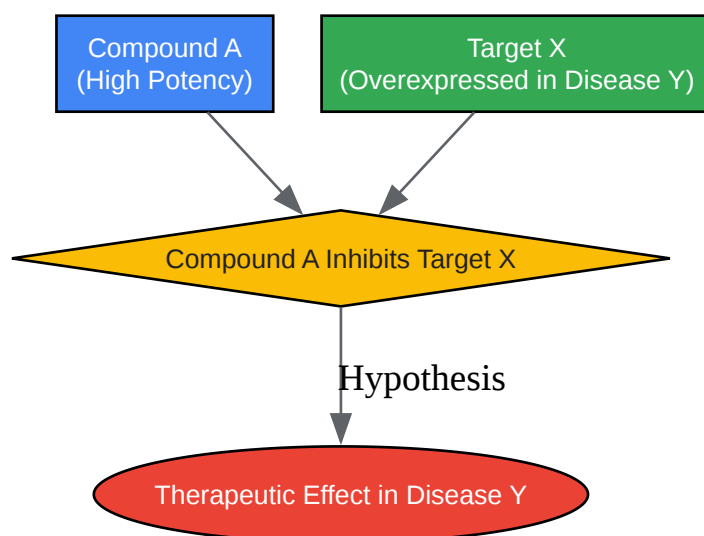 Compound A
(High Potency)
Target X
(Overexpressed in Disease Y)
Compound A Inhibits Target X
Hypothesis
Therapeutic Effect in Disease Y